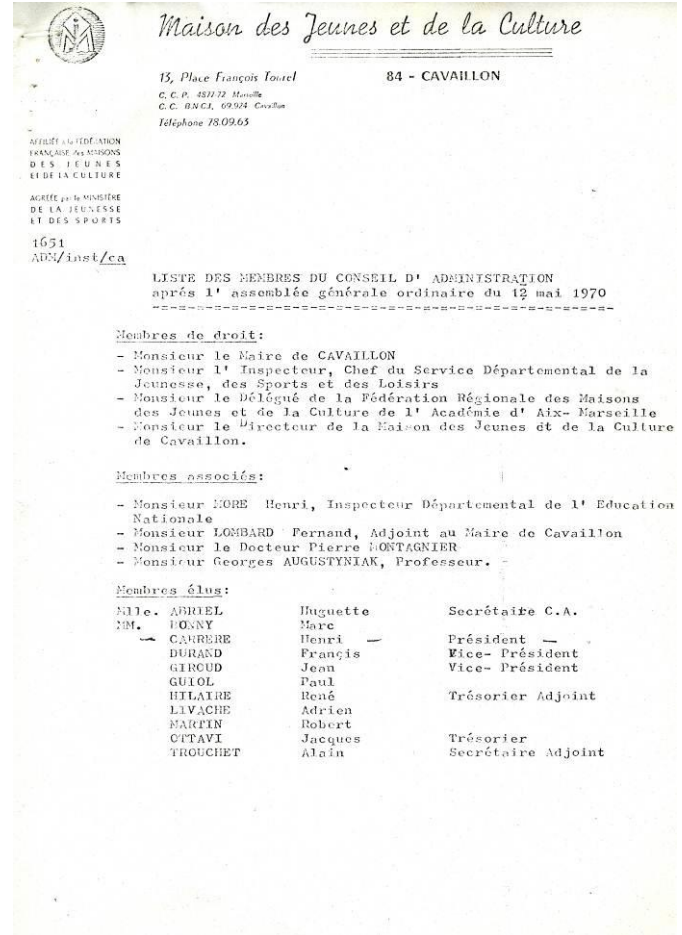 Maison des Jeunes et de la Culture
13, Place François Tourel
84 - CAVAILLON
C. C. P. 4877-72 Marseille
C. C. B.N.C.I. 69.924 Cavaillon
Téléphone 78.09.63
AFFILIÉE à la FÉDÉRATION
FRANÇAISE des MAISONS
DES JEUNES
ET DE LA CULTURE
AGRÉÉE par le MINISTÈRE
DE LA JEUNESSE
ET DES SPORTS
1651
ADM/inst/ca
LISTE DES MEMBRES DU CONSEIL D' ADMINISTRATION
aprés l' assemblée générale ordinaire du 12 mai 1970
Membres de droit:
- Monsieur le Maire de CAVAILLON
- Monsieur l' Inspecteur, Chef du Service Départemental de la
Jeunesse, des Sports et des Loisirs
- Monsieur le Délégué de la Fédération Régionale des Maisons
des Jeunes et de la Culture de l' Académie d' Aix- Marseille
- Monsieur le Directeur de la Maison des Jeunes et de la Culture
de Cavaillon.
Membres associés:
- Monsieur MORE Henri, Inspecteur Départemental de l' Education
Nationale
- Monsieur LOMBARD Fernand, Adjoint au Maire de Cavaillon
- Monsieur le Docteur Pierre MONTAGNIER
- Monsieur Georges AUGUSTYNIAK, Professeur.
Membres élus:
Mlle. ABRIEL Huguette Secrétaire C.A.
MM. BONNY Marc
CARRERE Henri Président
DURAND Françis Vice- Président
GIROUD Jean Vice- Président
GUIOL Paul
HILAIRE René Trésorier Adjoint
LIVACHE Adrien
MARTIN Robert
OTTAVI Jacques Trésorier
TROUCHET Alain Secrétaire Adjoint